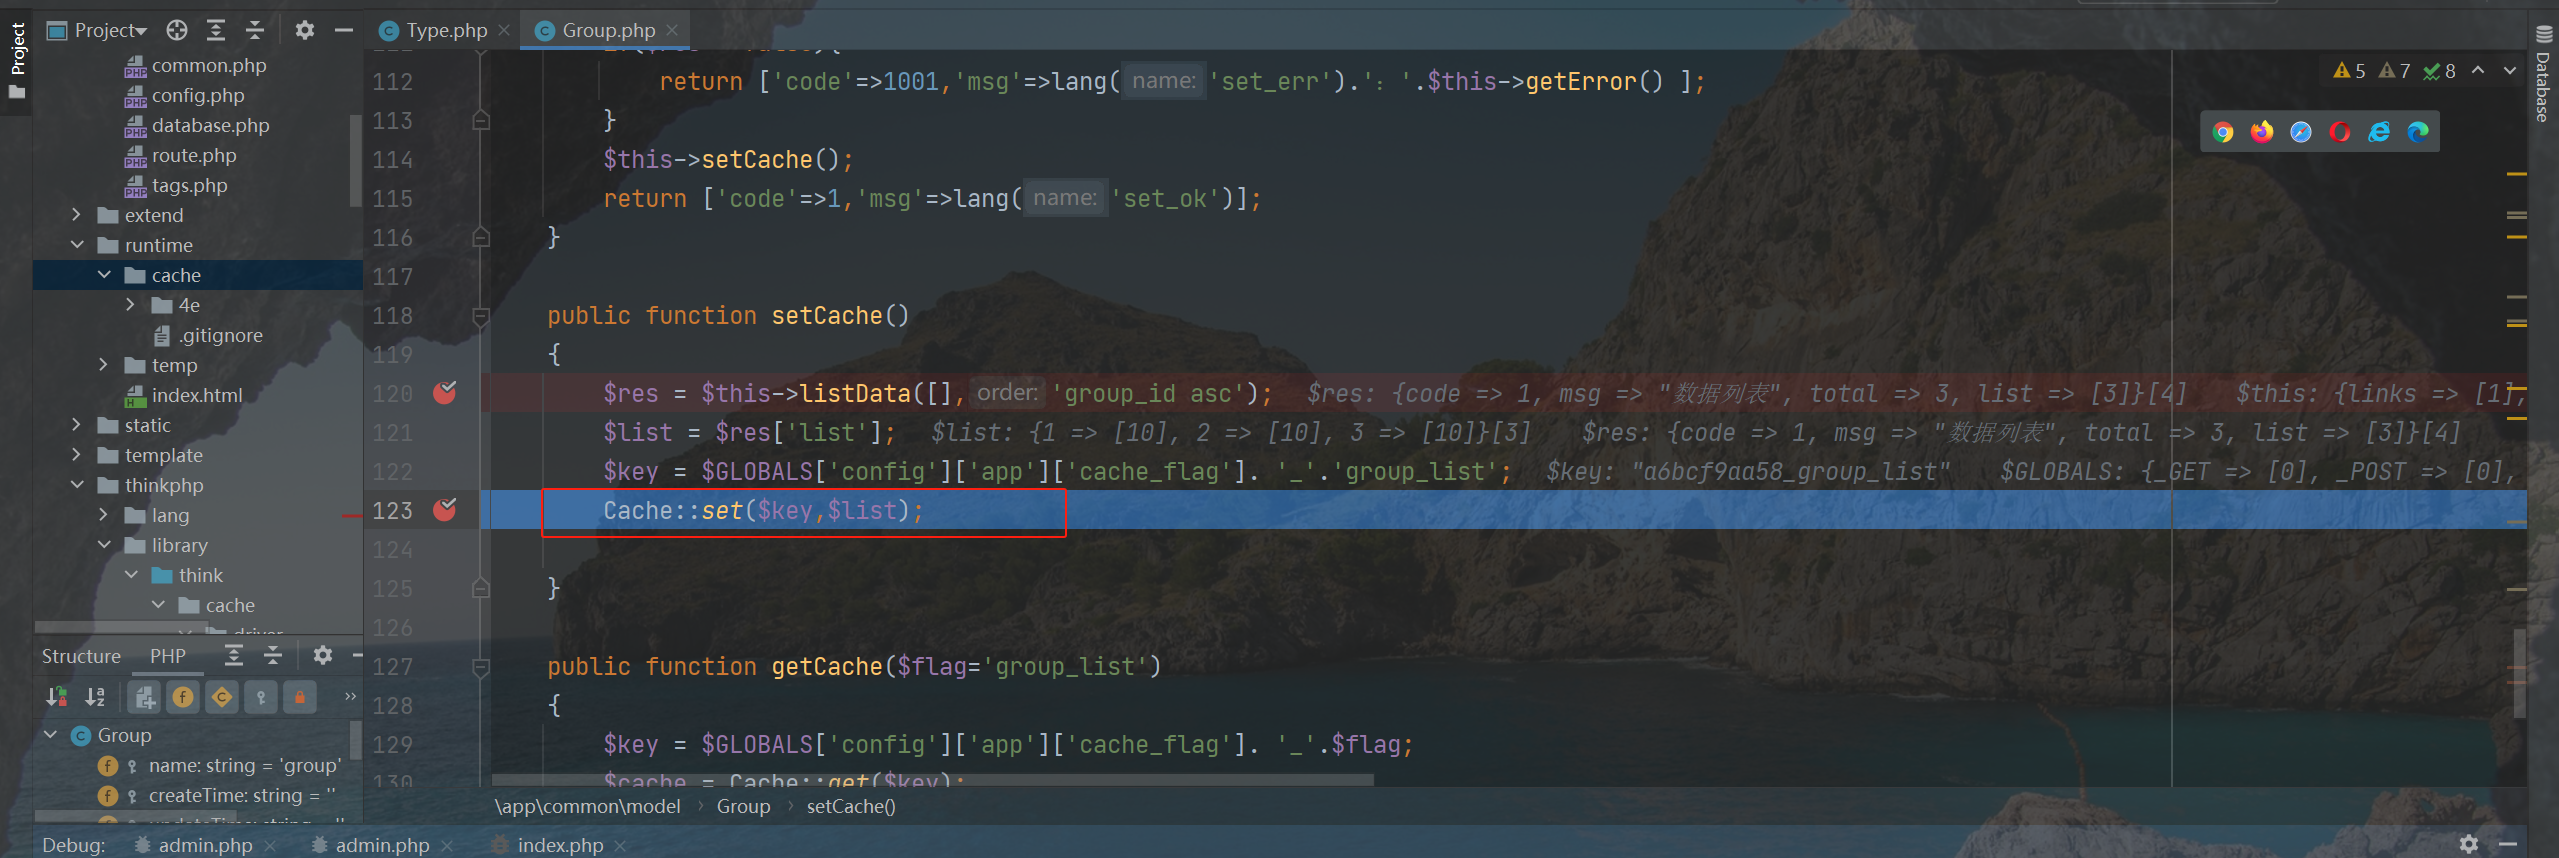 Project
Project
common.php
config.php
database.php
route.php
tags.php
extend
runtime
cache
4e
.gitignore
temp
index.html
static
template
thinkphp
lang
library
think
cache
driver
Structure
PHP
Group
name: string = 'group'
createTime: string = ''
Type.php
Group.php
5
7
8
112 return ['code'=>1001,'msg'=>lang( name: 'set_err').': '.$this->getError() ];
113 }
114 $this->setCache();
115 return ['code'=>1,'msg'=>lang( name: 'set_ok')];
116 }
117
118 public function setCache()
119 {
120 $res = $this->listData([], order: 'group_id asc'); $res: {code => 1, msg => "数据列表", total => 3, list => [3]}[4] $this: {links => [1],
121 $list = $res['list']; $list: {1 => [10], 2 => [10], 3 => [10]}[3] $res: {code => 1, msg => "数据列表", total => 3, list => [3]}[4]
122 $key = $GLOBALS['config']['app']['cache_flag']. '_'.'group_list'; $key: "a6bcf9aa58_group_list" $GLOBALS: {_GET => [0], _POST => [0],
123 Cache::set($key,$list);
124
125 }
126
127 public function getCache($flag='group_list')
128 {
129 $key = $GLOBALS['config']['app']['cache_flag']. '_'.$flag;
130 $cache = Cache::get($key);
\app\common\model › Group › setCache()
Debug:
admin.php
admin.php
index.php
Database